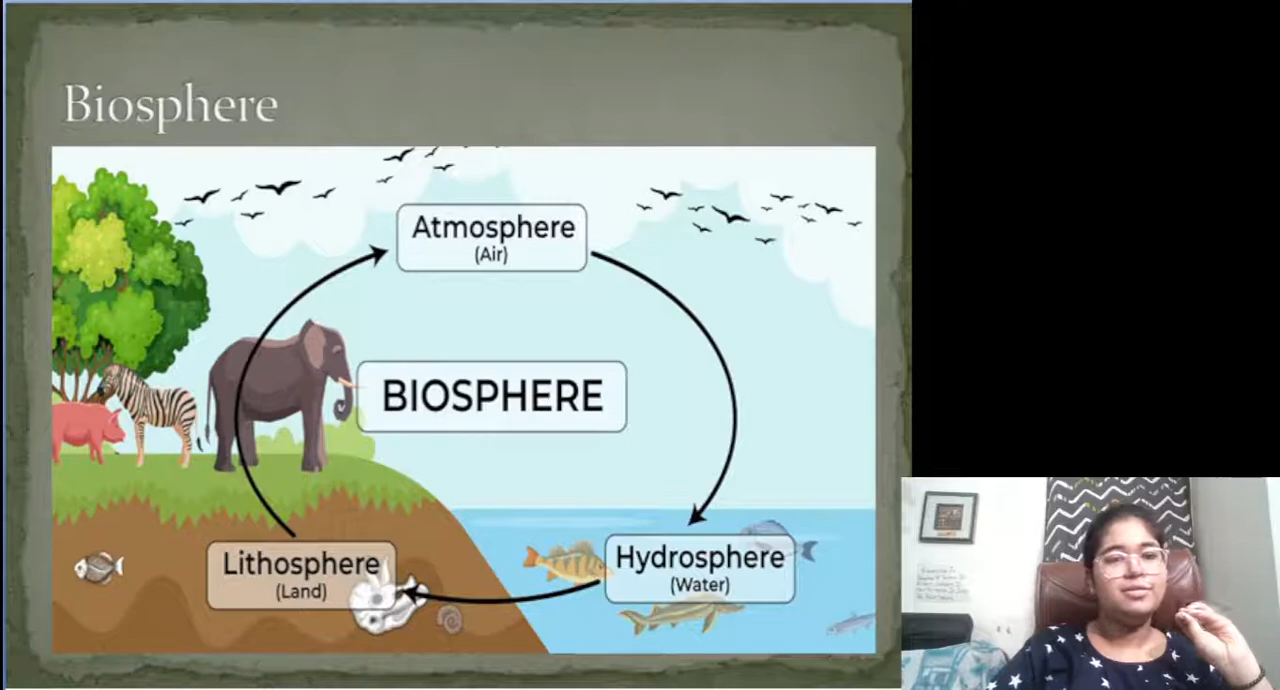 Biosphere
Atmosphere
(Air)
BIOSPHERE
Lithosphere
(Land)
Hydrosphere
(Water)